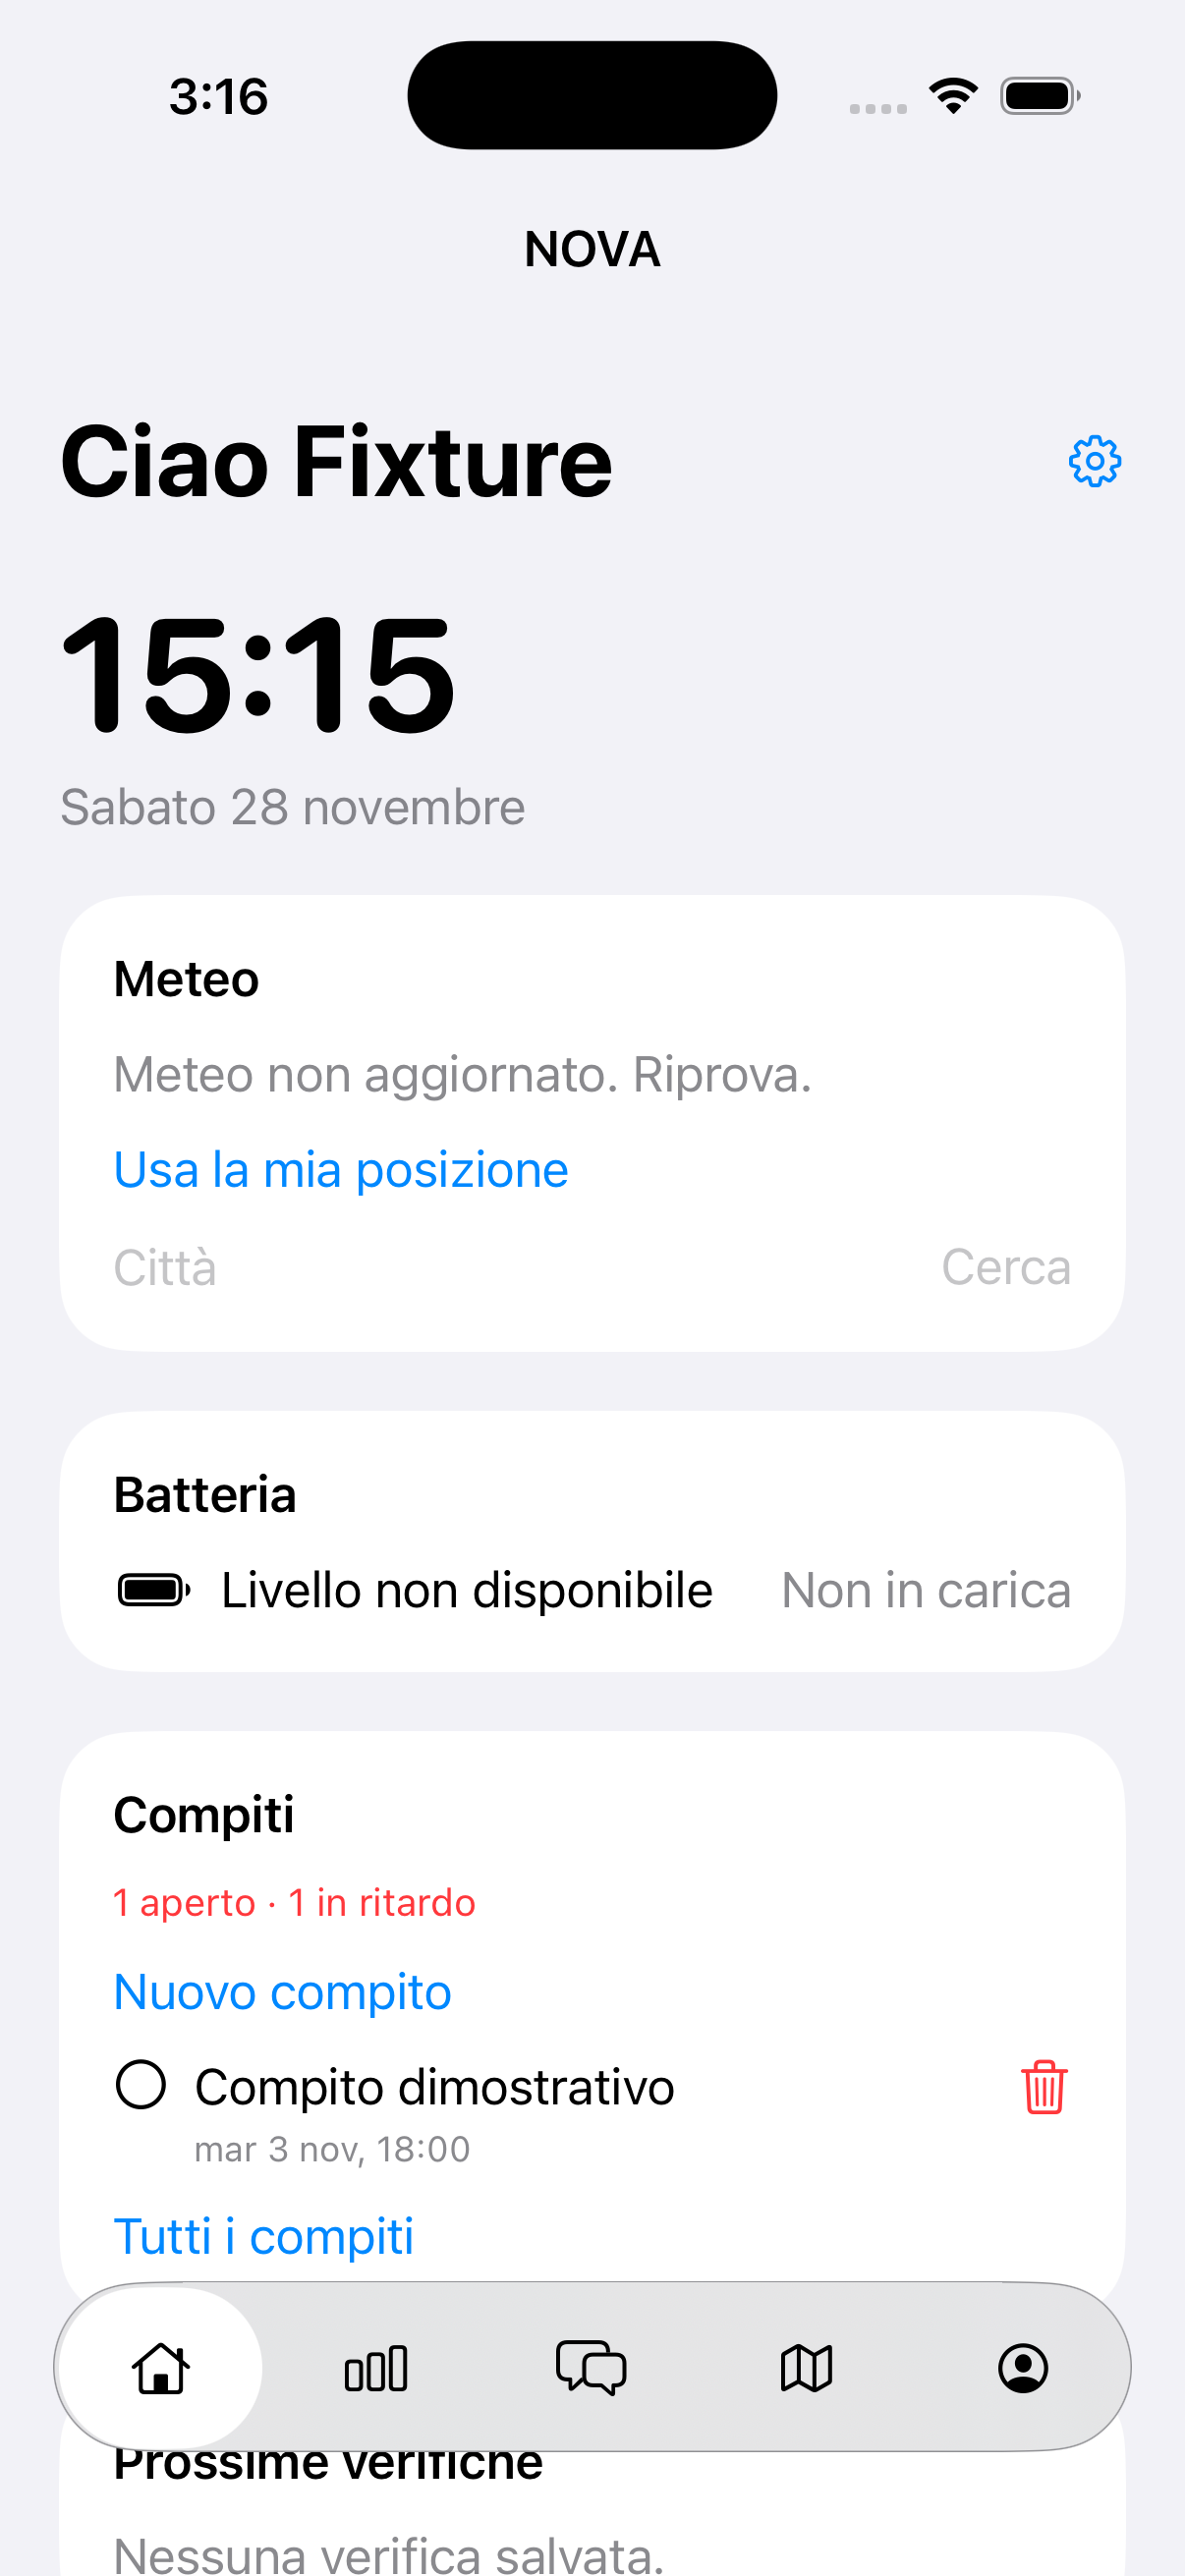 3:16
NOVA
Ciao Fixture
15:15
Sabato 28 novembre
Meteo
Meteo non aggiornato. Riprova.
Usa la mia posizione
Città
Cerca
Batteria
Livello non disponibile
Non in carica
Compiti
1 aperto · 1 in ritardo
Nuovo compito
Compito dimostrativo
mar 3 nov, 18:00
Tutti i compiti
Prossime verifiche
Nessuna verifica salvata.